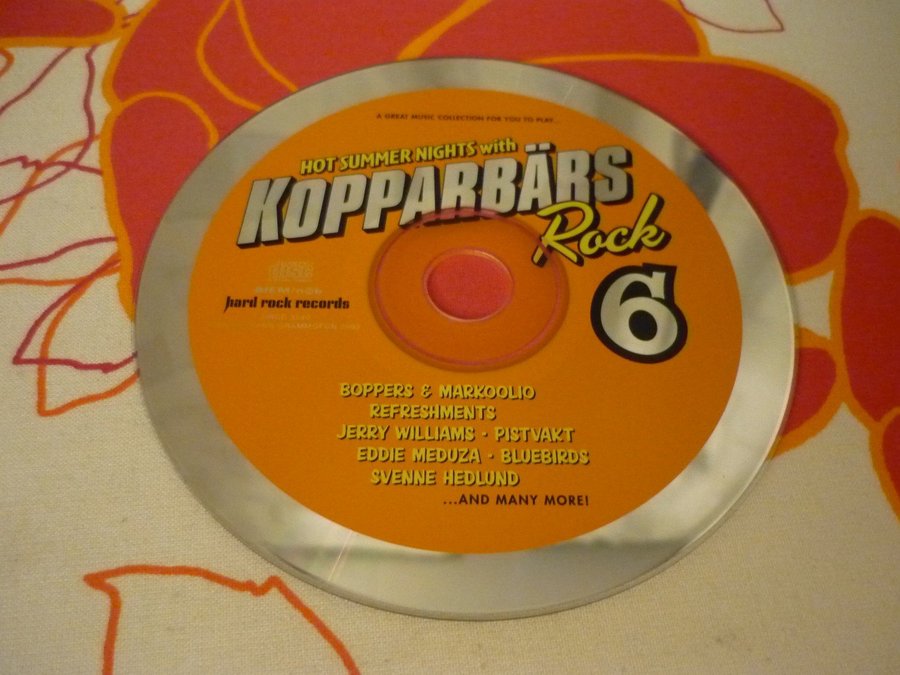 A GREAT MUSIC COLLECTION FOR YOU TO PLAY...
HOT SUMMER NIGHTS with
KOPPARBÄRS
Rock
6
hard rock records
BOPPERS & MARKOOLIO
REFRESHMENTS
JERRY WILLIAMS · PISTVAKT
EDDIE MEDUZA · BLUEBIRDS
SVENNE HEDLUND
...AND MANY MORE!